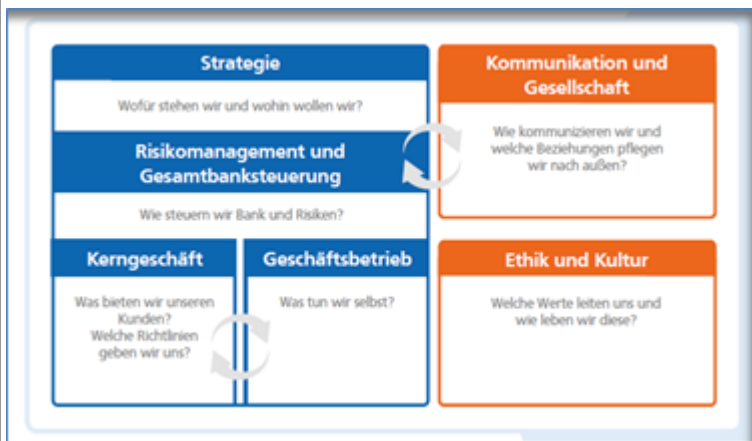 Strategie
Wofür stehen wir und wohin wollen wir?
Risikomanagement und
Gesamtbanksteuerung
Wie steuern wir Bank und Risiken?
Kerngeschäft
Was bieten wir unseren
Kunden?
Welche Richtlinien
geben wir uns?
Geschäftsbetrieb
Was tun wir selbst?
Kommunikation und
Gesellschaft
Wie kommunizieren wir und
welche Beziehungen pflegen
wir nach außen?
Ethik und Kultur
Welche Werte leiten uns und
wie leben wir diese?